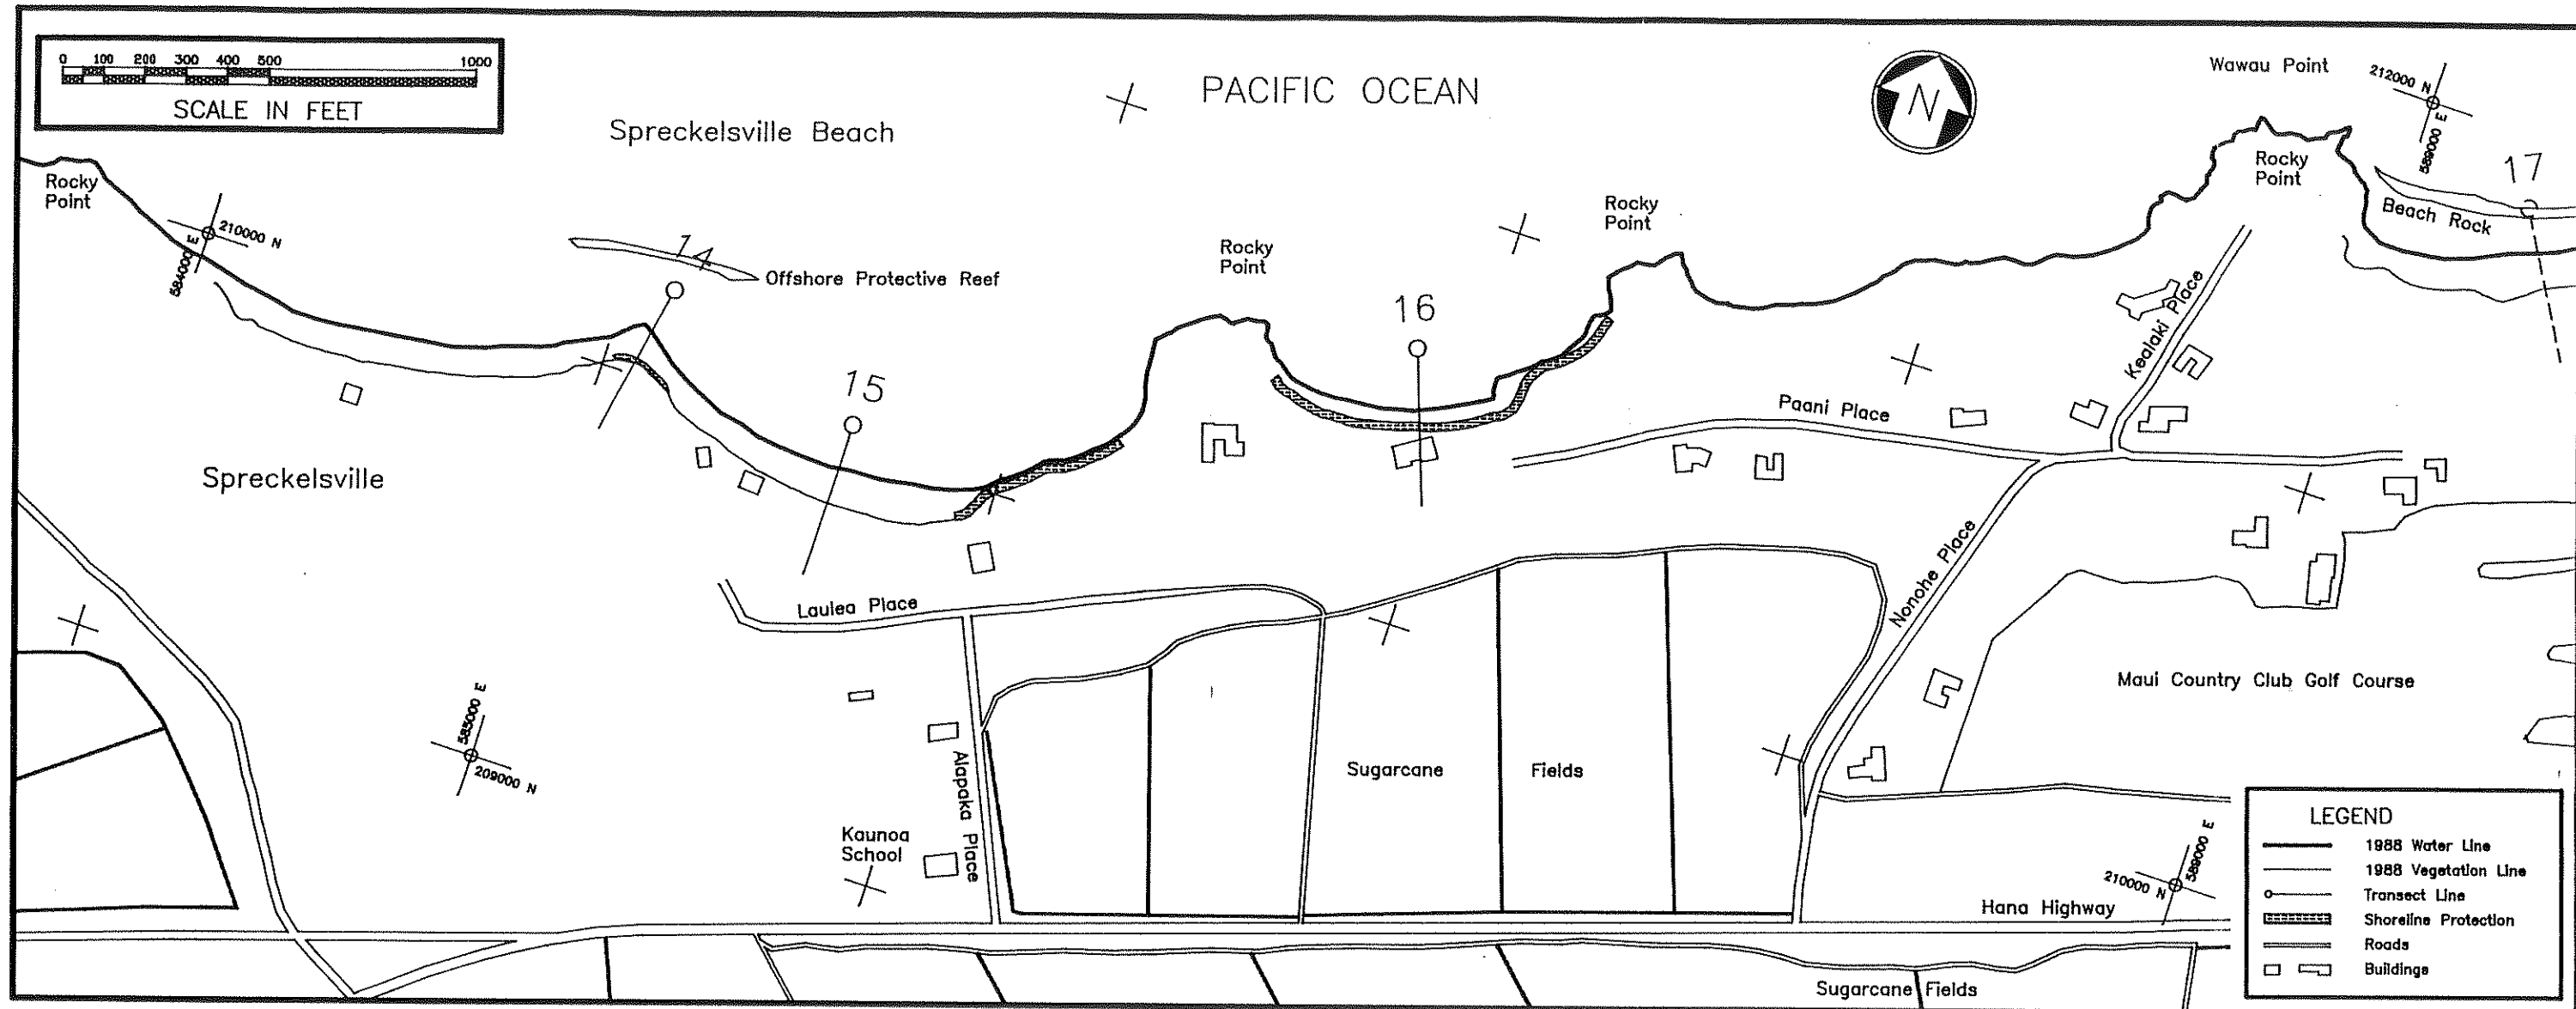 0 100 200 300 400 500 1000
SCALE IN FEET
PACIFIC OCEAN
Spreckelsville Beach
N
Wawau Point
212000 N
589000 E
Rocky
Point
210000 N
584000 E
14
Offshore Protective Reef
Rocky
Point
Rocky
Point
Rocky
Point
17
Beach Rock
15
16
Kealaki Place
Paani Place
Spreckelsville
Nonohe Place
Laulea Place
Maui Country Club Golf Course
585000 E
209000 N
Alapaka Place
Sugarcane Fields
Kaunoa
School
210000 N
589000 E
Hana Highway
Sugarcane Fields
LEGEND
1988 Water Line
1988 Vegetation Line
Transect Line
Shoreline Protection
Roads
Buildings